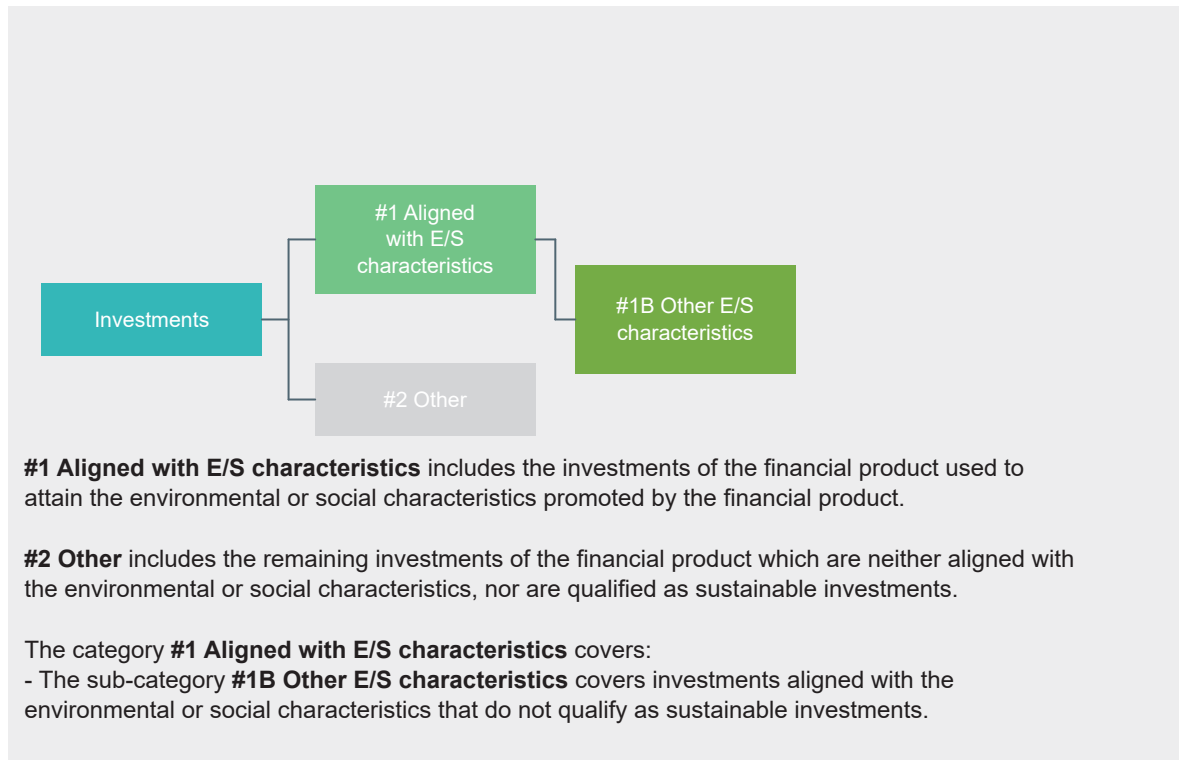 #1 Aligned
with E/S
characteristics
Investments
#1B Other E/S
characteristics
#2 Other
#1 Aligned with E/S characteristics includes the investments of the financial product used to
attain the environmental or social characteristics promoted by the financial product.
#2 Other includes the remaining investments of the financial product which are neither aligned with
the environmental or social characteristics, nor are qualified as sustainable investments.
The category #1 Aligned with E/S characteristics covers:
- The sub-category #1B Other E/S characteristics covers investments aligned with the
environmental or social characteristics that do not qualify as sustainable investments.